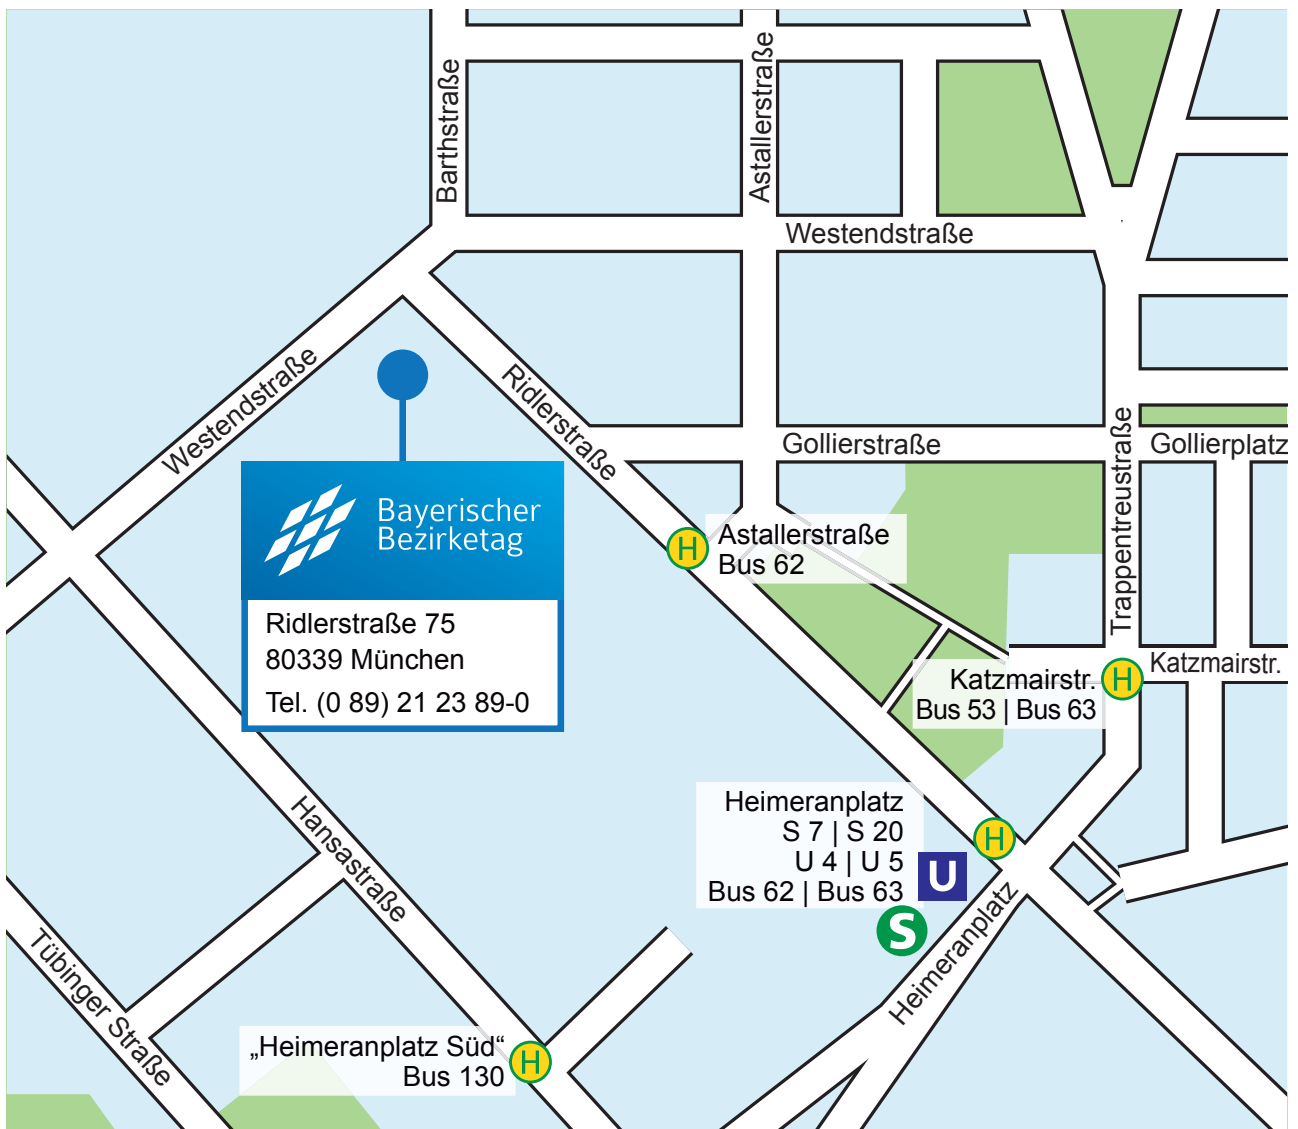 Barthstraße
Astallerstraße
Westendstraße
Westendstraße
Ridlerstraße
Gollierstraße
Trappentreustraße
Gollierplatz
Bayerischer
Bezirketag
Ridlerstraße 75
80339 München
Tel. (0 89) 21 23 89-0
H
Astallerstraße
Bus 62
Katzmairstr.
Bus 53 | Bus 63
H
Katzmairstr.
Heimeranplatz
S 7 | S 20
U 4 | U 5
Bus 62 | Bus 63
H
U
S
Heimeranplatz
Hansastraße
Tübinger Straße
„Heimeranplatz Süd“
Bus 130
H